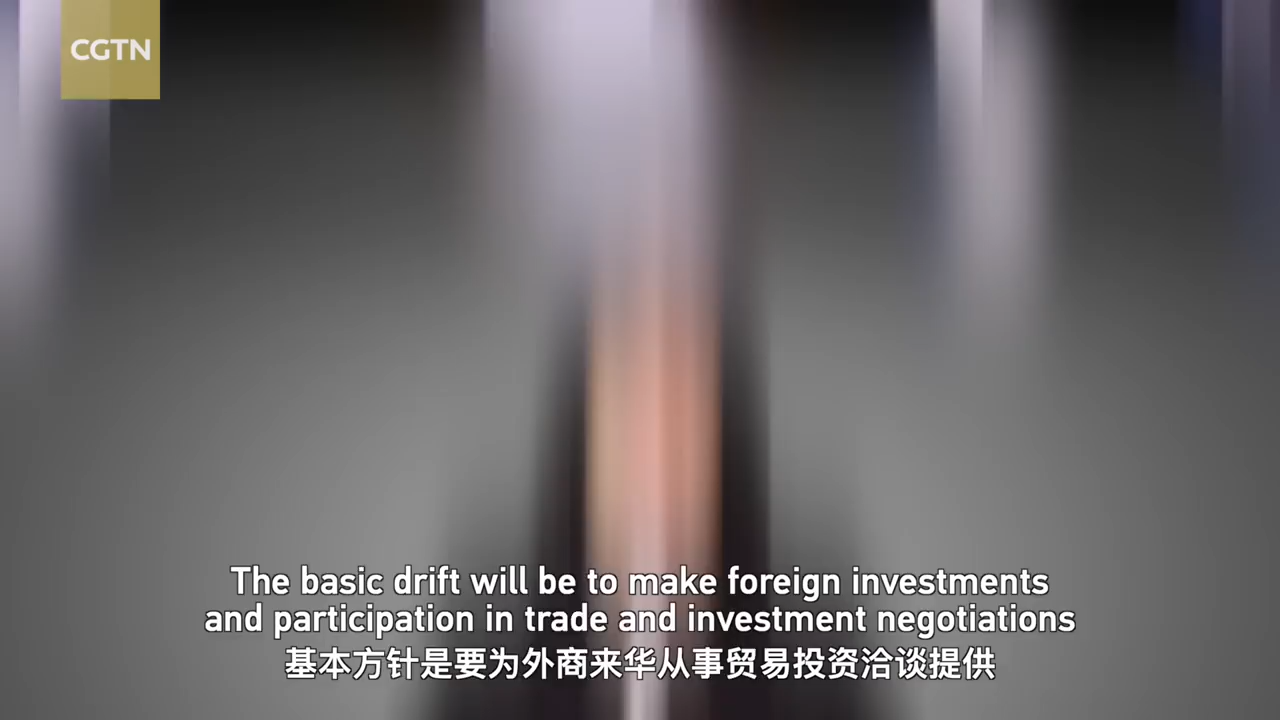 CGTN
The basic drift will be to make foreign investments
and participation in trade and investment negotiations
基本方针是要为外商来华从事贸易投资洽谈提供